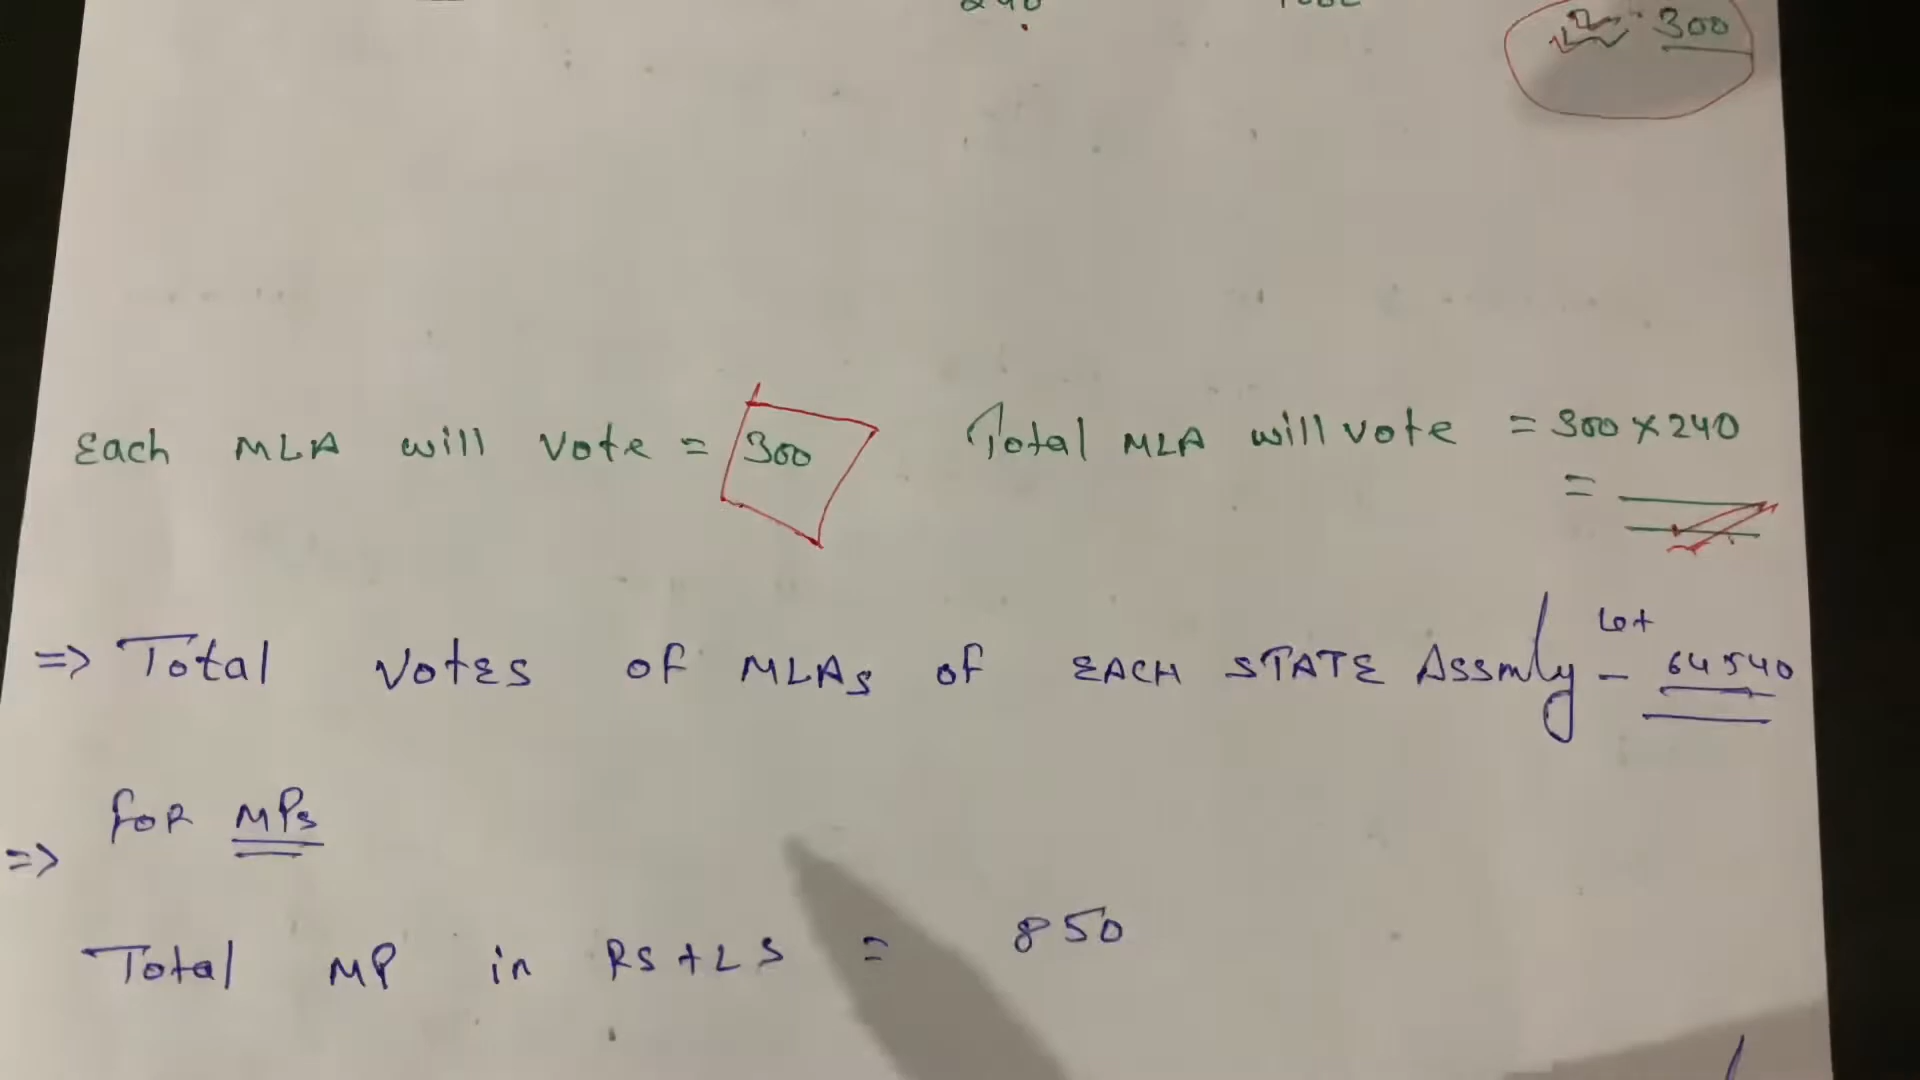 300
Each MLA will vote = 300
Total MLA will vote = 300 x 240
=
=> Total votes of MLAs of EACH STATE Assmly - Let 64540
=> for MPs
Total MP in RS + LS = 850